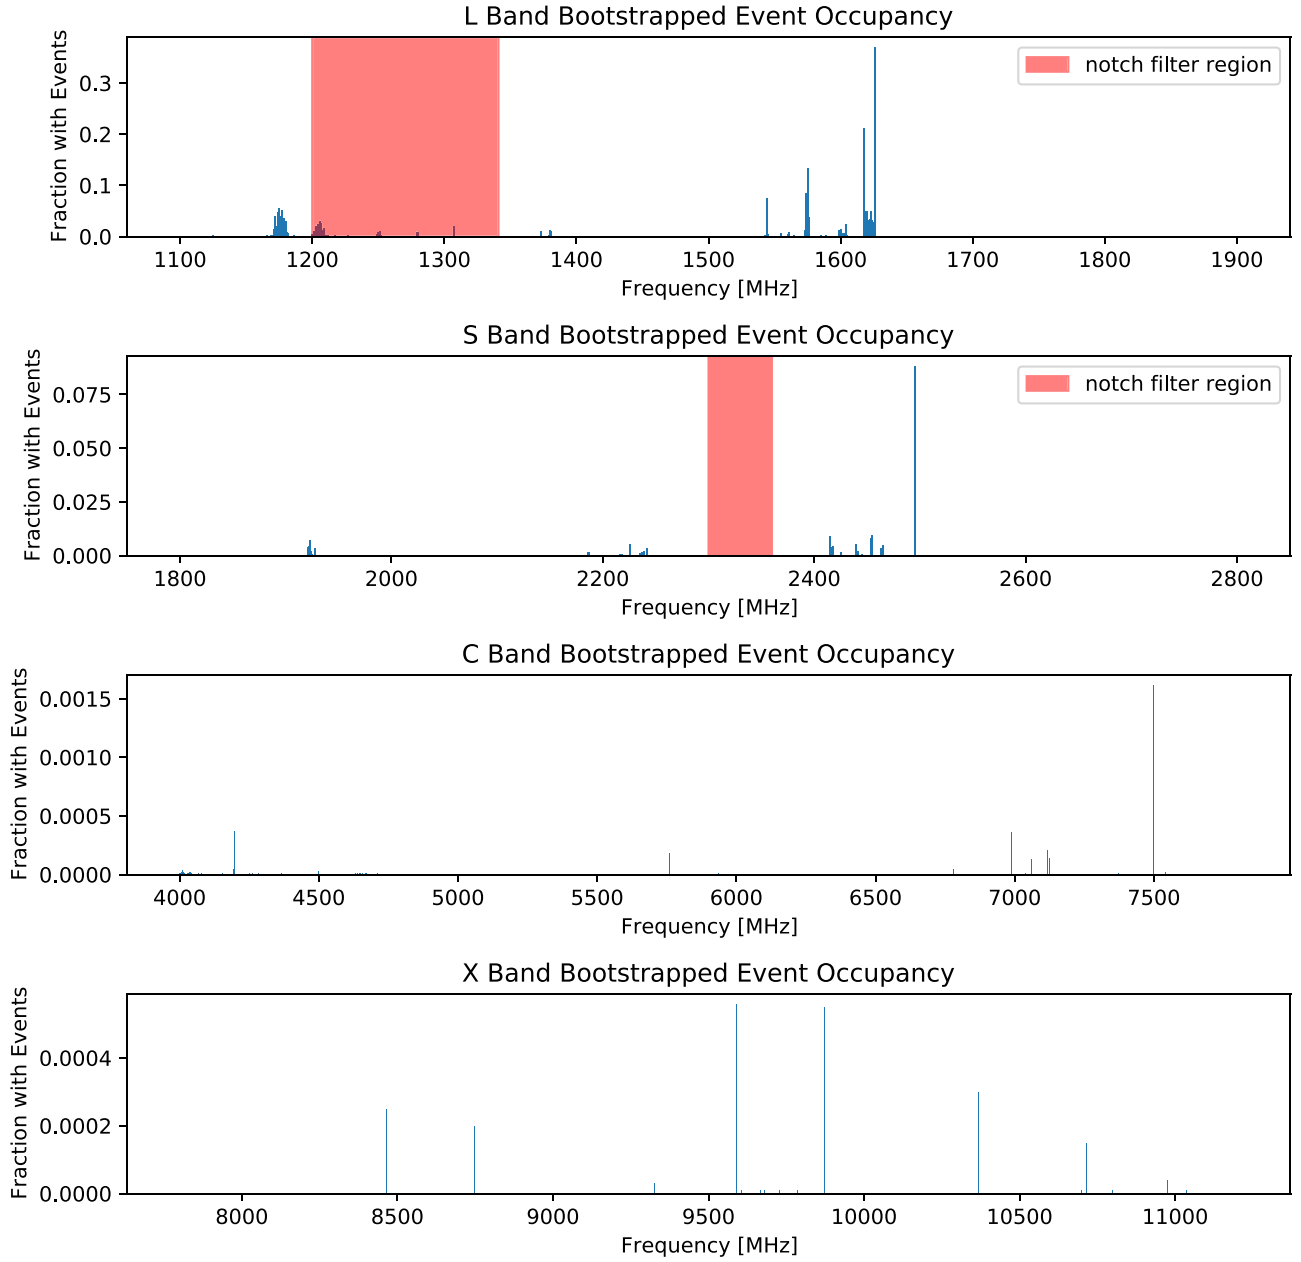 L Band Bootstrapped Event Occupancy
Fraction with Events
0.3
0.2
0.1
0.0
notch filter region
1100 1200 1300 1400 1500 1600 1700 1800 1900
Frequency [MHz]
S Band Bootstrapped Event Occupancy
Fraction with Events
0.075
0.050
0.025
0.000
notch filter region
1800 2000 2200 2400 2600 2800
Frequency [MHz]
C Band Bootstrapped Event Occupancy
Fraction with Events
0.0015
0.0010
0.0005
0.0000
4000 4500 5000 5500 6000 6500 7000 7500
Frequency [MHz]
X Band Bootstrapped Event Occupancy
Fraction with Events
0.0004
0.0002
0.0000
8000 8500 9000 9500 10000 10500 11000
Frequency [MHz]